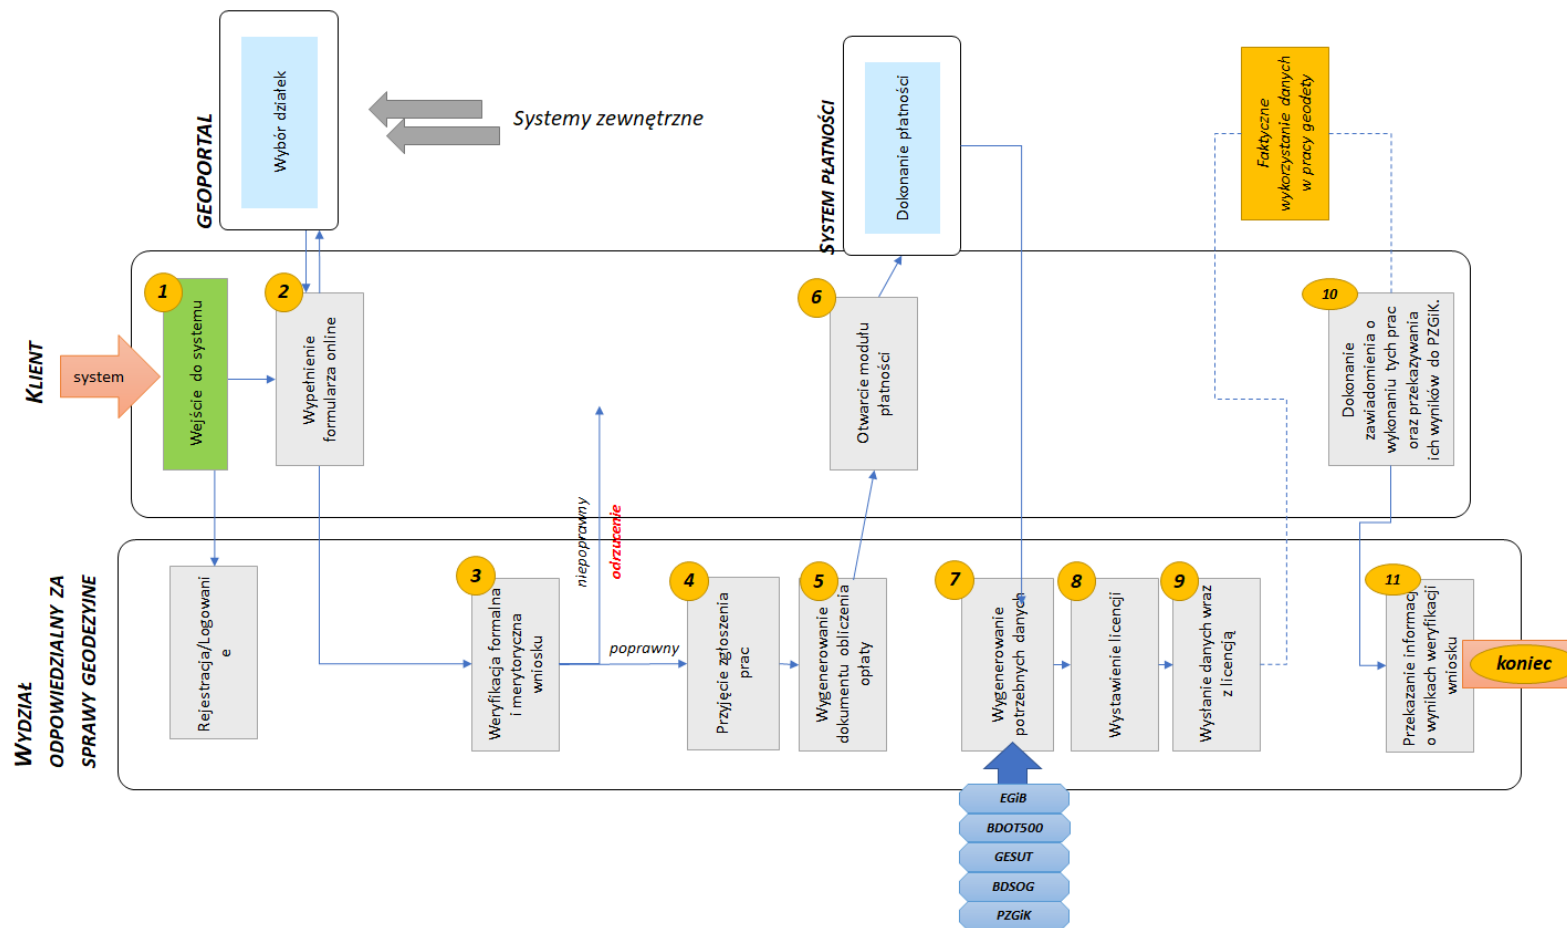 GEOPORTAL
Wybór działek
Systemy zewnętrzne
SYSTEM PŁATNOŚCI
Dokonanie płatności
Faktyczne
wykorzystanie danych
w pracy geodety
KLIENT
system
1
Wejście do systemu
2
Wypełnienie
formularza online
6
Otwarcie modułu
płatności
10
Dokonanie
zawiadomienia o
wykonaniu tych prac
oraz przekazywania
ich wyników do PZGiK.
niepoprawny
odrzucenie
WYDZIAŁ
ODPOWIEDZIALNY ZA
SPRAWY GEODEZYJNE
Rejestracja/Logowani
e
3
Weryfikacja formalna
i merytoryczna
wniosku
poprawny
4
Przyjęcie zgłoszenia
prac
5
Wygenerowanie
dokumentu obliczenia
opłaty
7
Wygenerowanie
potrzebnych danych
8
Wystawienie licencji
9
Wysłanie danych wraz
z licencją
11
Przekazanie informacj
o wynikach weryfikacji
wniosku
koniec
EGiB
BDOT500
GESUT
BDSOG
PZGiK